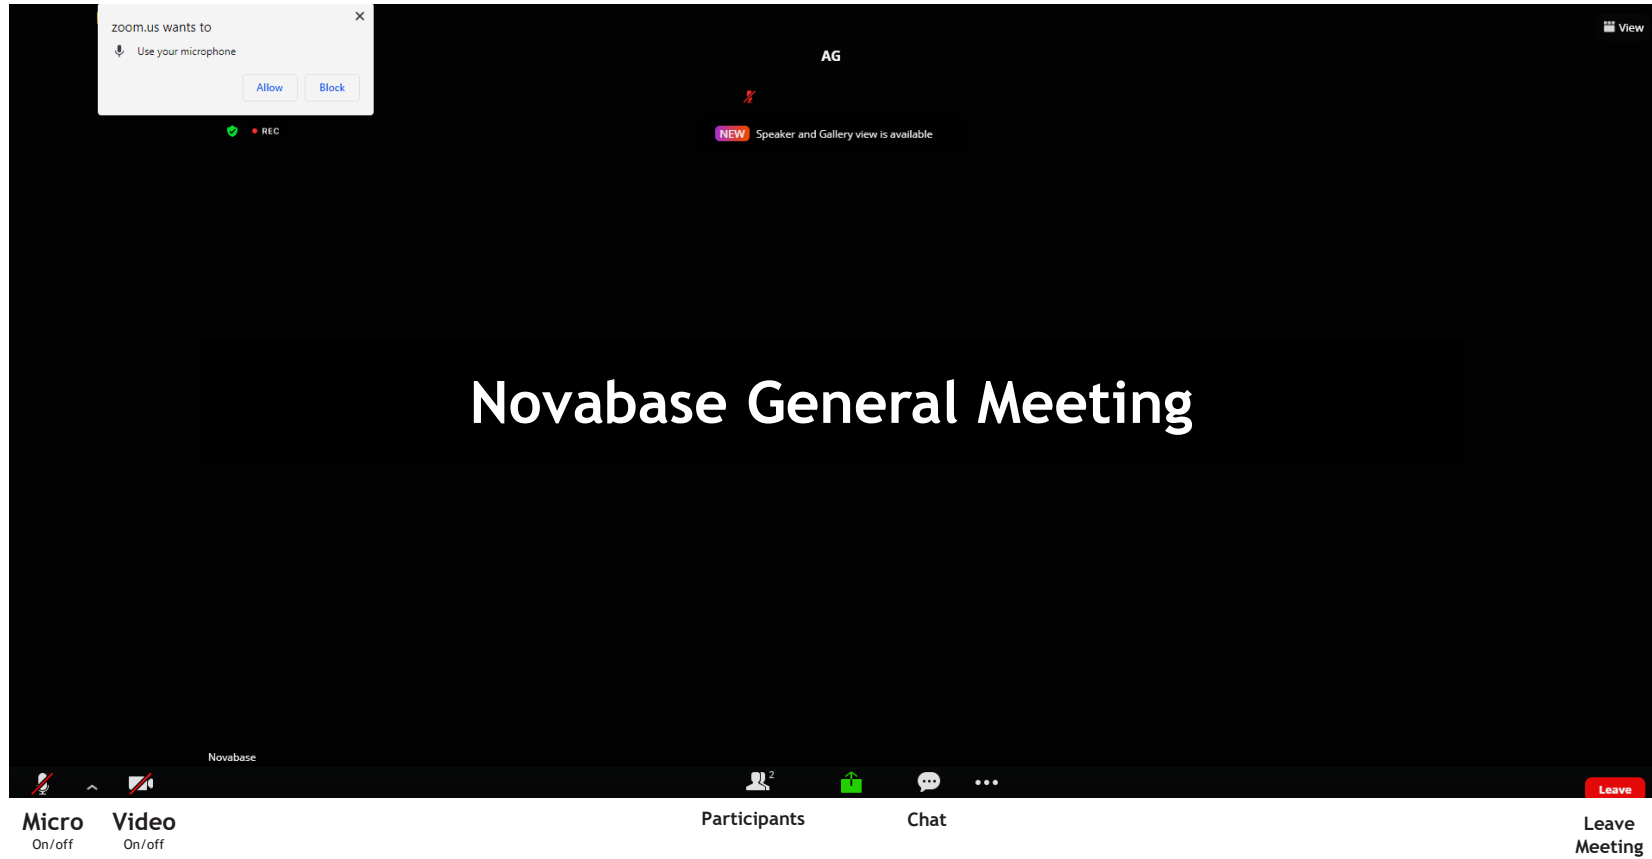 zoom.us wants to
Use your microphone
Allow Block
View
AG
REC
NEW Speaker and Gallery view is available
Novabase General Meeting
Novabase
2
Leave
Micro
On/off
Video
On/off
Participants
Chat
Leave
Meeting